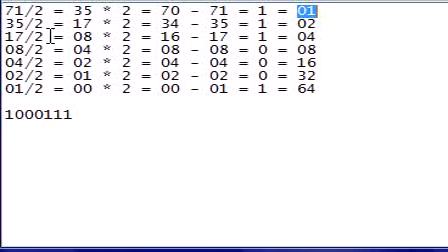 71/2 = 35 * 2 = 70 - 71 = 1 = 01
35/2 = 17 * 2 = 34 - 35 = 1 = 02
17/2 = 08 * 2 = 16 - 17 = 1 = 04
08/2 = 04 * 2 = 08 - 08 = 0 = 08
04/2 = 02 * 2 = 04 - 04 = 0 = 16
02/2 = 01 * 2 = 02 - 02 = 0 = 32
01/2 = 00 * 2 = 00 - 01 = 1 = 64
1000111